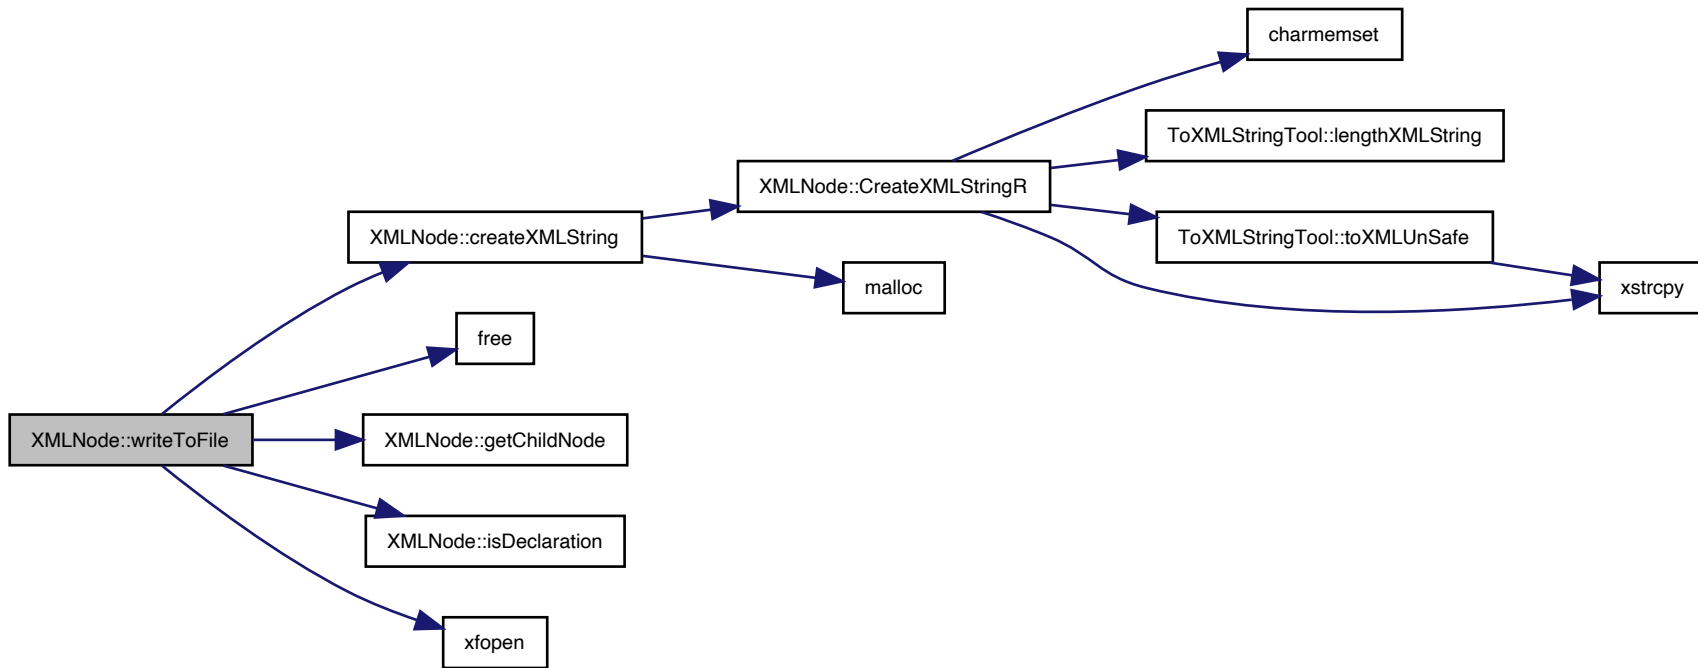 charmemset
ToXMLStringTool::lengthXMLString
XMLNode::CreateXMLStringR
XMLNode::createXMLString
ToXMLStringTool::toXMLUnSafe
malloc
xstrcpy
free
XMLNode::writeToFile
XMLNode::getChildNode
XMLNode::isDeclaration
xfopen